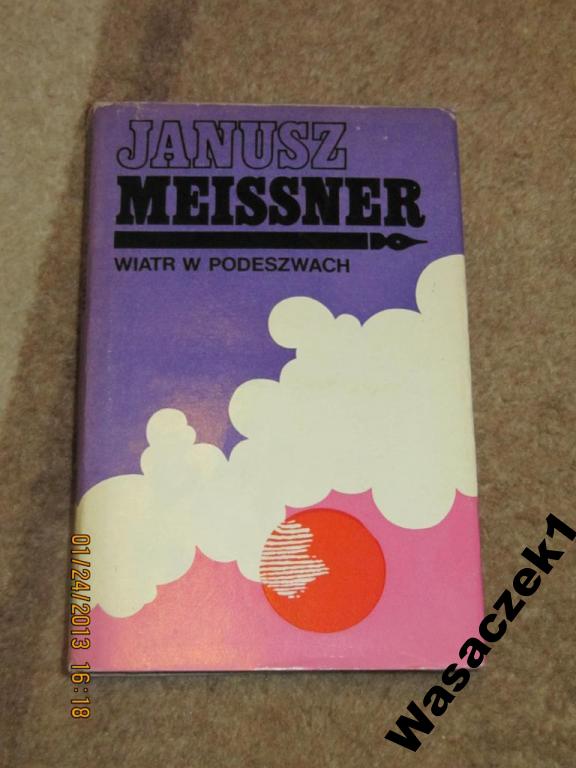 JANUSZ
MEISSNER
WIATR W PODESZWACH
01/24/2013 16:18
Wasaczek1